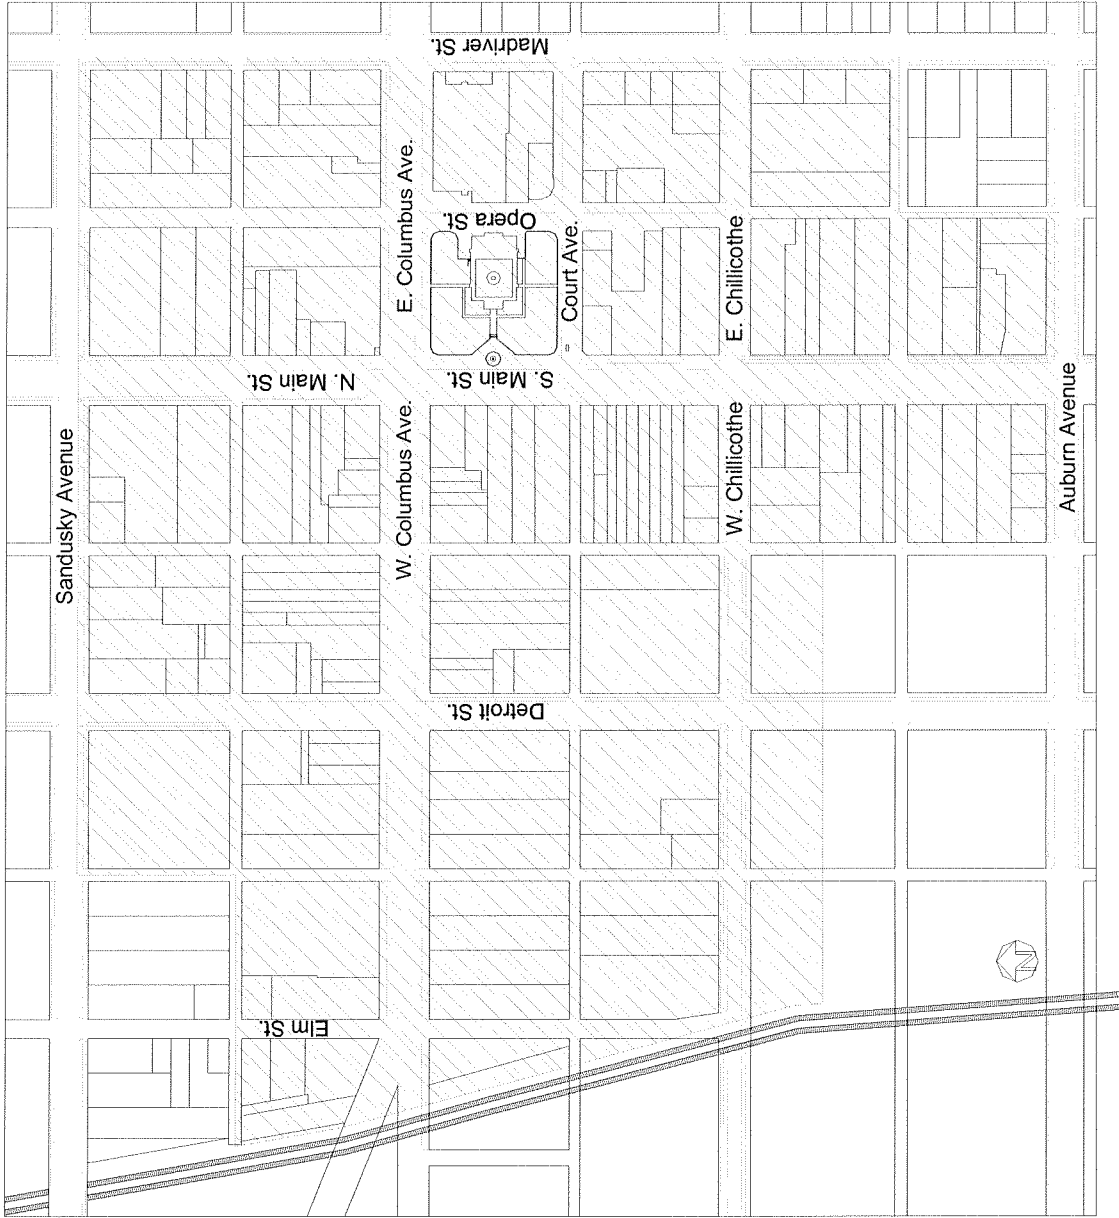 Madriver St.
E. Columbus Ave.
Opera St.
Court Ave.
E. Chillicothe
N. Main St.
S. Main St.
Sandusky Avenue
W. Columbus Ave.
W. Chillicothe
Auburn Avenue
Detroit St.
N
Elm St.